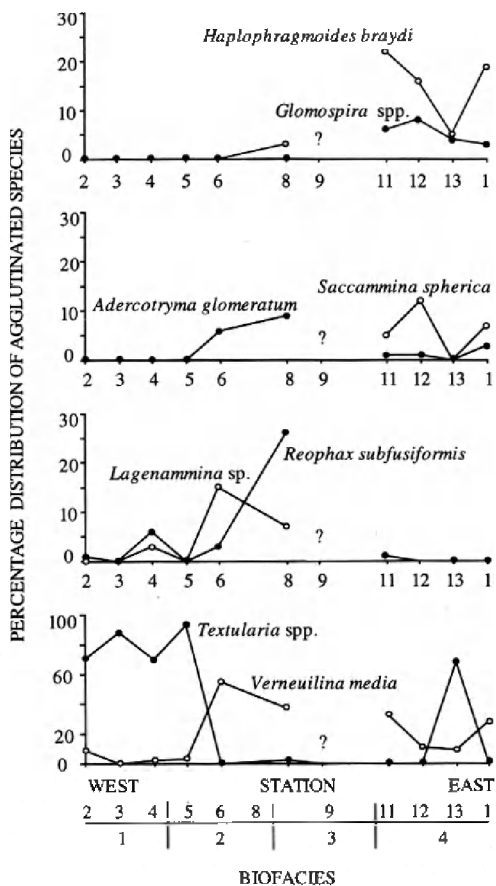 PERCENTAGE DISTRIBUTION OF AGGLUTINATED SPECIES
30
20
10
0
Haplophragmoides braydi
Glomospira spp.
?
2 3 4 5 6 8 9 11 12 13 1
30
20
10
0
Adercotryma glomeratum
Saccammina spherica
?
2 3 4 5 6 8 9 11 12 13 1
30
20
10
0
Lagenammina sp.
Reophax subfusiformis
?
2 3 4 5 6 8 9 11 12 13 1
100
60
20
0
Textularia spp.
Verneuilina media
?
WEST STATION EAST
2 3 4 5 6 8 9 11 12 13 1
1 2 3 4
BIOFACIES